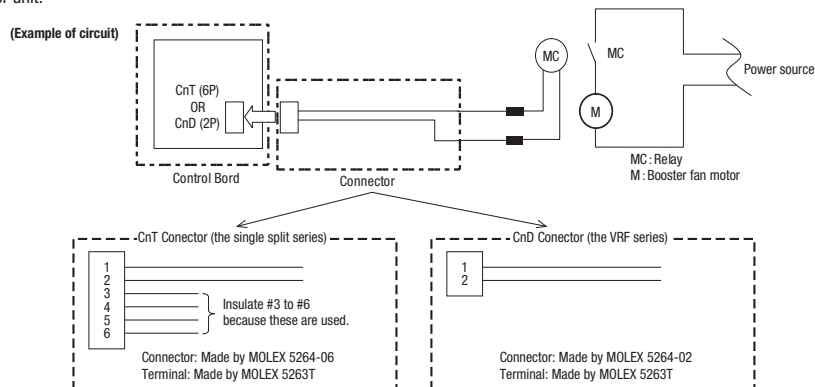 or unit.
(Example of circuit)
CnT (6P)
OR
CnD (2P)
Control Bord
Connector
MC
MC
M
Power source
MC : Relay
M : Booster fan motor
CnT Conector (the single split series)
1
2
3
4
5
6
Insulate #3 to #6
because these are used.
Connector: Made by MOLEX 5264-06
Terminal: Made by MOLEX 5263T
CnD Conector (the VRF series)
1
2
Connector: Made by MOLEX 5264-02
Terminal: Made by MOLEX 5263T